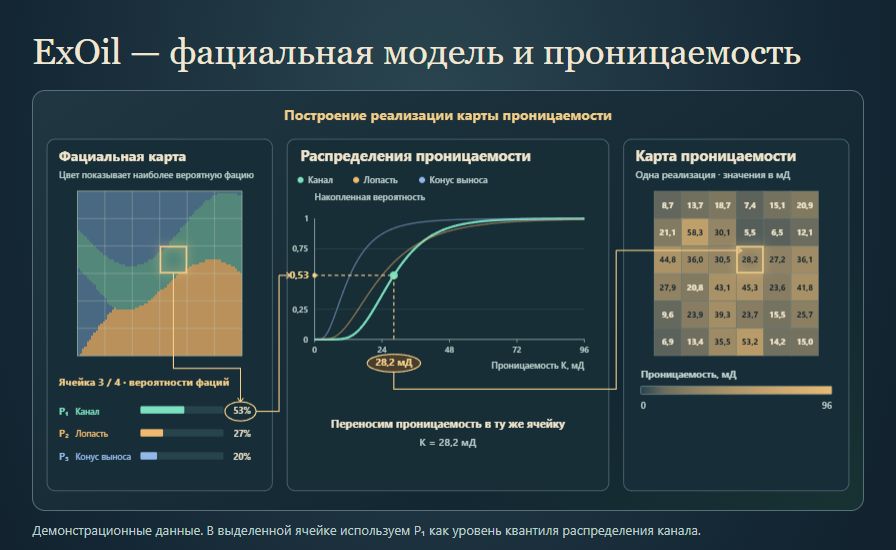 ExOil — фациальная модель и проницаемость
Построение реализации карты проницаемости
Фациальная карта
Цвет показывает наиболее вероятную фацию
Ячейка 3 / 4 · вероятности фаций
P₁ Канал 53%
P₂ Лопасть 27%
P₃ Конус выноса 20%
Распределения проницаемости
Канал Лопасть Конус выноса
Накопленная вероятность
1
0,75
0,53
0,25
0
0 24 48 72 96
28,2 мД
Проницаемость K, мД
Переносим проницаемость в ту же ячейку
K = 28,2 мД
Карта проницаемости
Одна реализация · значения в мД
8,7 13,7 18,7 7,4 15,1 20,9
21,1 58,3 30,1 5,5 6,5 12,1
44,8 36,0 30,5 28,2 27,2 36,1
27,9 20,8 43,1 45,3 23,6 41,8
9,6 23,9 39,3 23,7 15,5 25,7
6,9 13,4 35,5 53,2 14,2 15,0
Проницаемость, мД
0 96
Демонстрационные данные. В выделенной ячейке используем P₁ как уровень квантиля распределения канала.